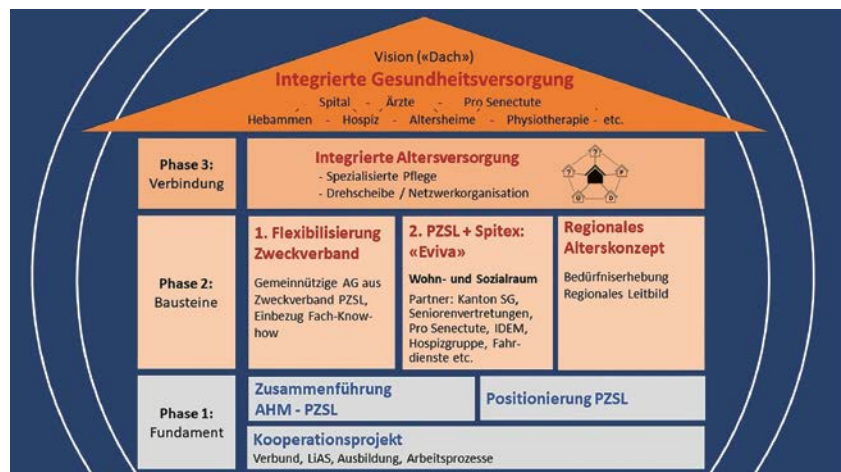 Vision («Dach»)
Integrierte Gesundheitsversorgung
Spital - Ärzte - Pro Senectute
Hebammen - Hospiz - Altersheime - Physiotherapie - etc.
Phase 3:
Verbindung
Integrierte Altersversorgung
- Spezialisierte Pflege
- Drehscheibe / Netzwerkorganisation
Phase 2:
Bausteine
1. Flexibilisierung
Zweckverband
Gemeinnützige AG aus
Zweckverband PZSL,
Einbezug Fach-Know-
how
2. PZSL + Spitex:
«Eviva»
Wohn- und Sozialraum
Partner: Kanton SG,
Seniorenvertretungen,
Pro Senectute, IDEM,
Hospizgruppe, Fahr-
dienste etc.
Regionales
Alterskonzept
Bedürfniserhebung
Regionales Leitbild
Phase 1:
Fundament
Zusammenführung
AHM - PZSL
Positionierung PZSL
Kooperationsprojekt
Verbund, LiAS, Ausbildung, Arbeitsprozesse